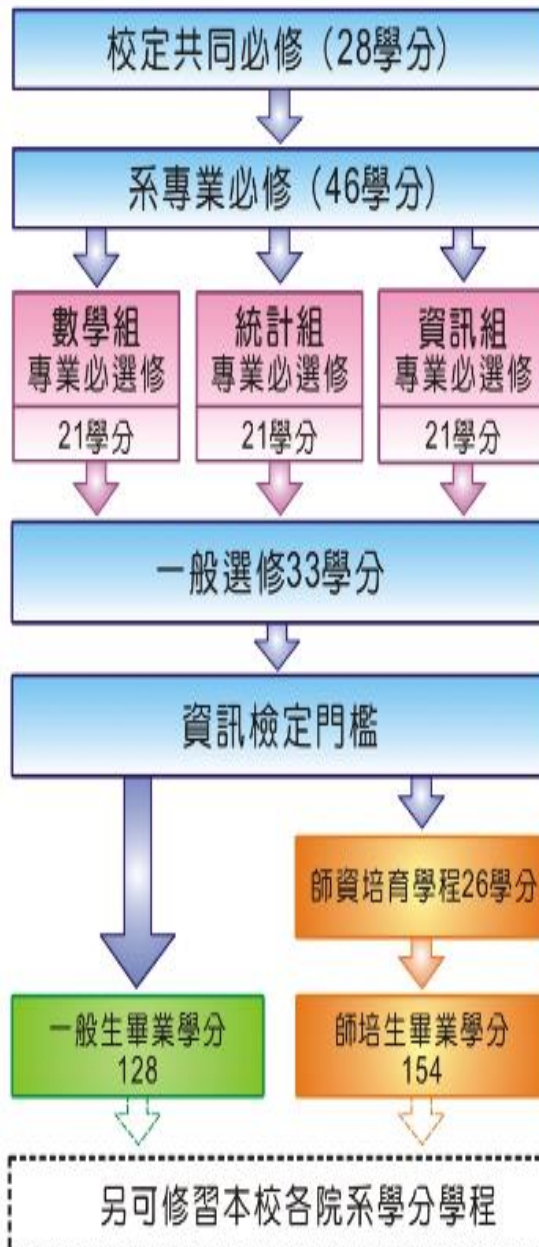 校定共同必修（28學分）
系專業必修（46學分）
數學組
專業必選修
21學分
統計組
專業必選修
21學分
資訊組
專業必選修
21學分
一般選修33學分
資訊檢定門檻
師資培育學程26學分
一般生畢業學分
128
師培生畢業學分
154
另可修習本校各院系學分學程